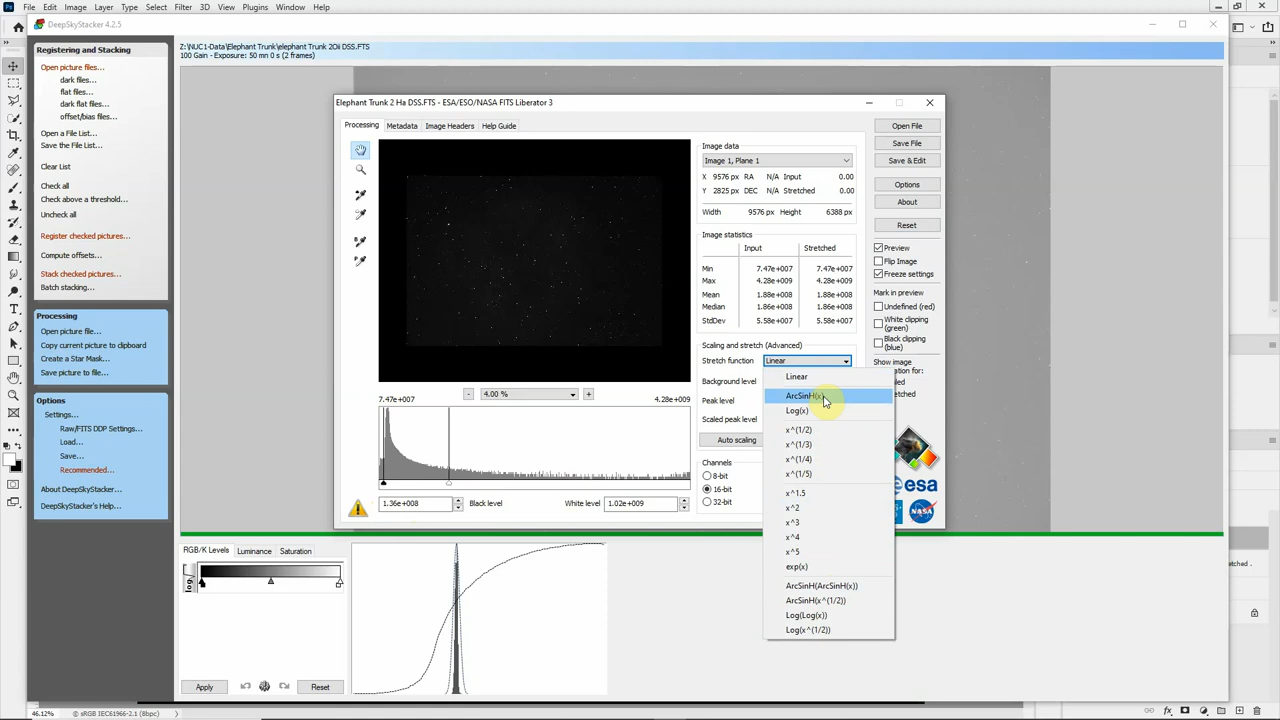 Ps File Edit Image Layer Type Select Filter 3D View Plugins Window Help
DeepSkyStacker 4.2.5
Registering and Stacking
Open picture files...
dark files...
flat files...
dark flat files...
offset/bias files...
Open a File List...
Save the File List...
Clear List
Check all
Check above a threshold...
Uncheck all
Register checked pictures...
Compute offsets...
Stack checked pictures...
Batch stacking...
Processing
Open picture file...
Copy current picture to clipboard
Create a Star Mask...
Save picture to file...
Options
Settings...
Raw/FITS DDP Settings...
Load...
Save...
Recommended...
About DeepSkyStacker...
DeepSkyStacker's Help...
Z:\NUC1-Data\Elephant Trunk\elephant Trunk 2Oii DSS.FTS
100 Gain - Exposure: 50 mn 0 s (2 frames)
Elephant Trunk 2 Ha DSS.FTS - ESA/ESO/NASA FITS Liberator 3
Processing Metadata Image Headers Help Guide
4.00 %
7.47e+007 4.28e+009
1.36e+008 Black level White level 1.02e+009
Image data
Image 1, Plane 1
X 9576 px RA N/A Input 0.00
Y 2825 px DEC N/A Stretched 0.00
Width 9576 px Height 6388 px
Image statistics
Input Stretched
Min 7.47e+007 7.47e+007
Max 4.28e+009 4.28e+009
Mean 1.88e+008 1.88e+008
Median 1.86e+008 1.86e+008
StdDev 5.58e+007 5.58e+007
Scaling and stretch (Advanced)
Stretch function Linear
Background level
Peak level
Scaled peak level
Auto scaling
Channels
8-bit
16-bit
32-bit
Linear
ArcSinH(x)
Log(x)
x^(1/2)
x^(1/3)
x^(1/4)
x^(1/5)
x^1.5
x^2
x^3
x^4
x^5
exp(x)
ArcSinH(ArcSinH(x))
ArcSinH(x^(1/2))
Log(Log(x))
Log(x^(1/2))
Open File
Save File
Save & Edit
Options
About
Reset
Preview
Flip Image
Freeze settings
Mark in preview
Undefined (red)
White clipping
(green)
Black clipping
(blue)
Show image
esa
NASA
RGB/K Levels Luminance Saturation
log
Apply Reset
46.12% sRGB IEC61966-2.1 (8bpc)